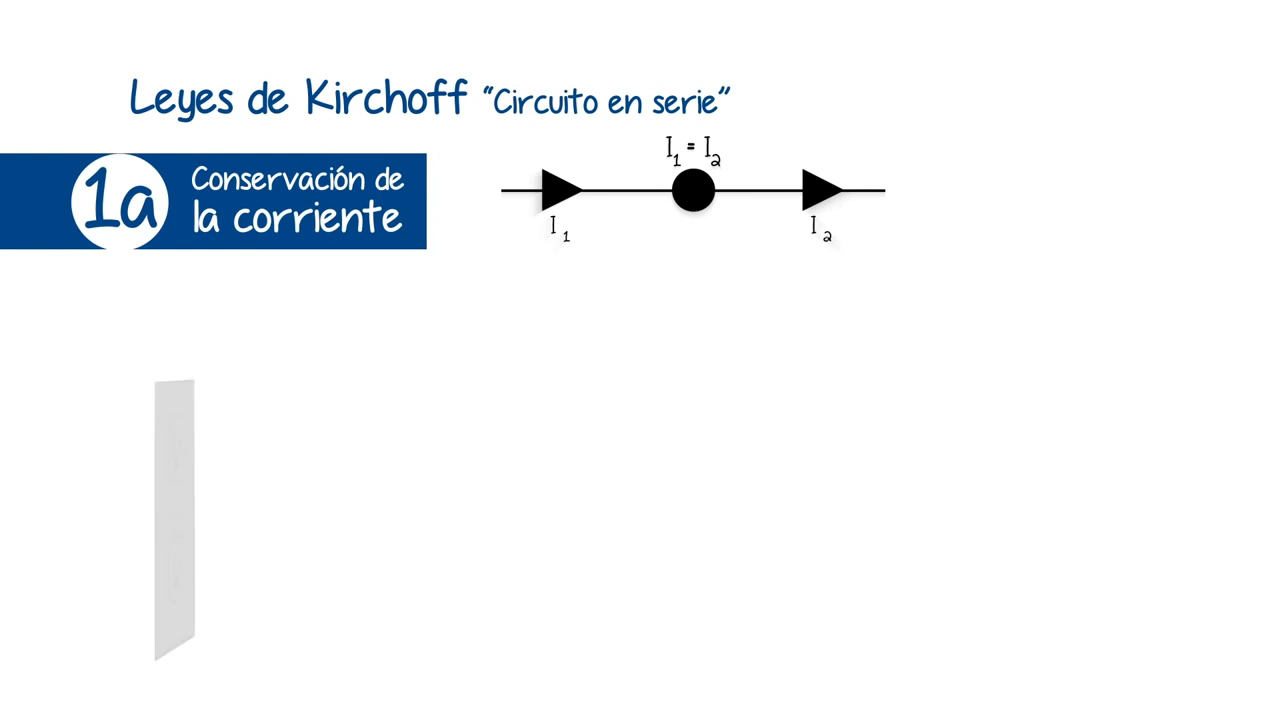 Leyes de Kirchoff "Circuito en serie"
1a
Conservación de
la corriente
I₁ = I₂
I₁
I₂